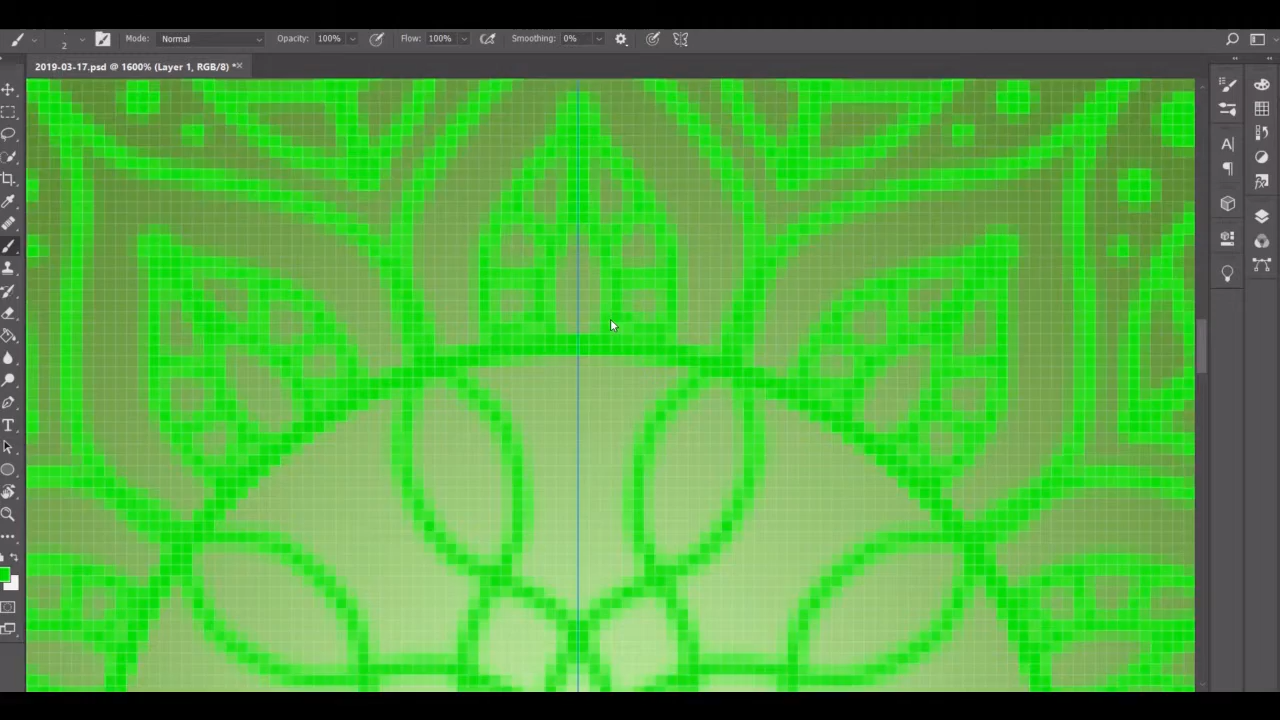 2 Mode: Normal Opacity: 100% Flow: 100% Smoothing: 0%
2019-03-17.psd @ 1600% (Layer 1, RGB/8) *